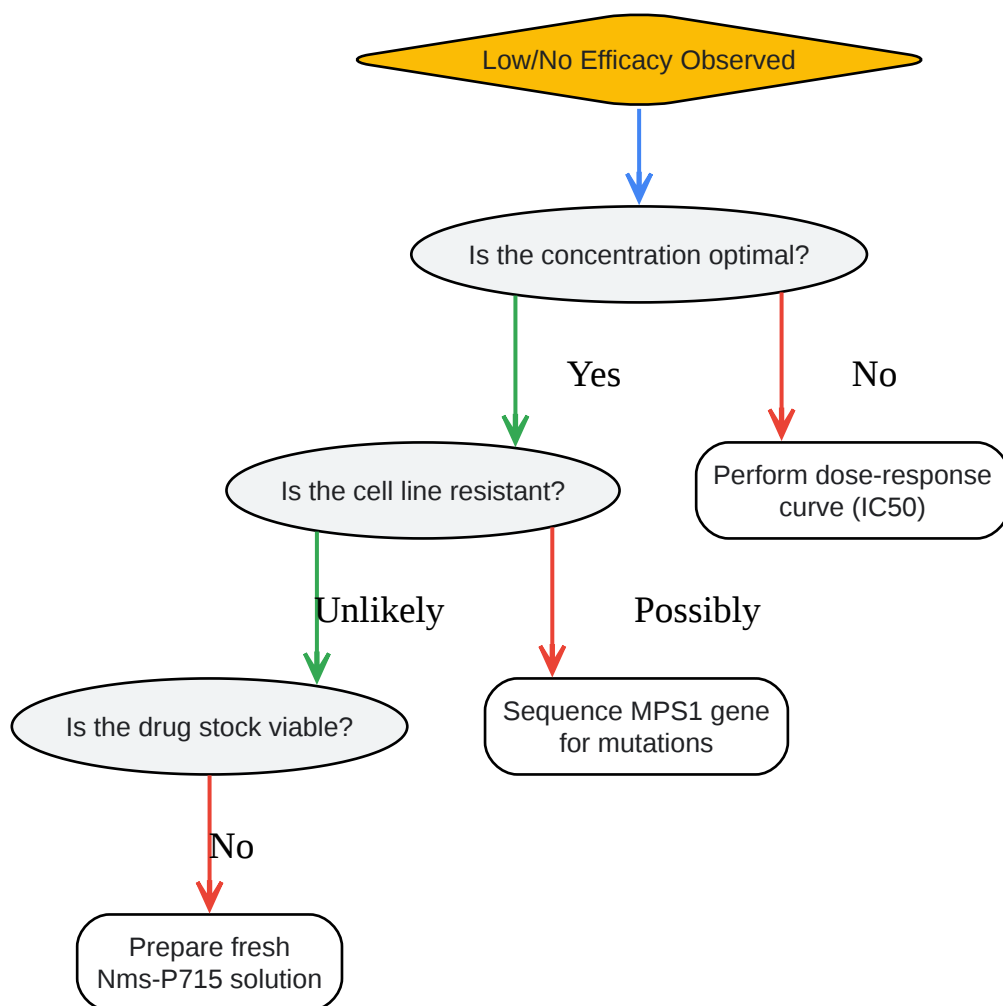 Low/No Efficacy Observed
Is the concentration optimal?
Yes
No
Is the cell line resistant?
Perform dose-response
curve (IC50)
Unlikely
Possibly
Is the drug stock viable?
Sequence MPS1 gene
for mutations
No
Prepare fresh
Nms-P715 solution